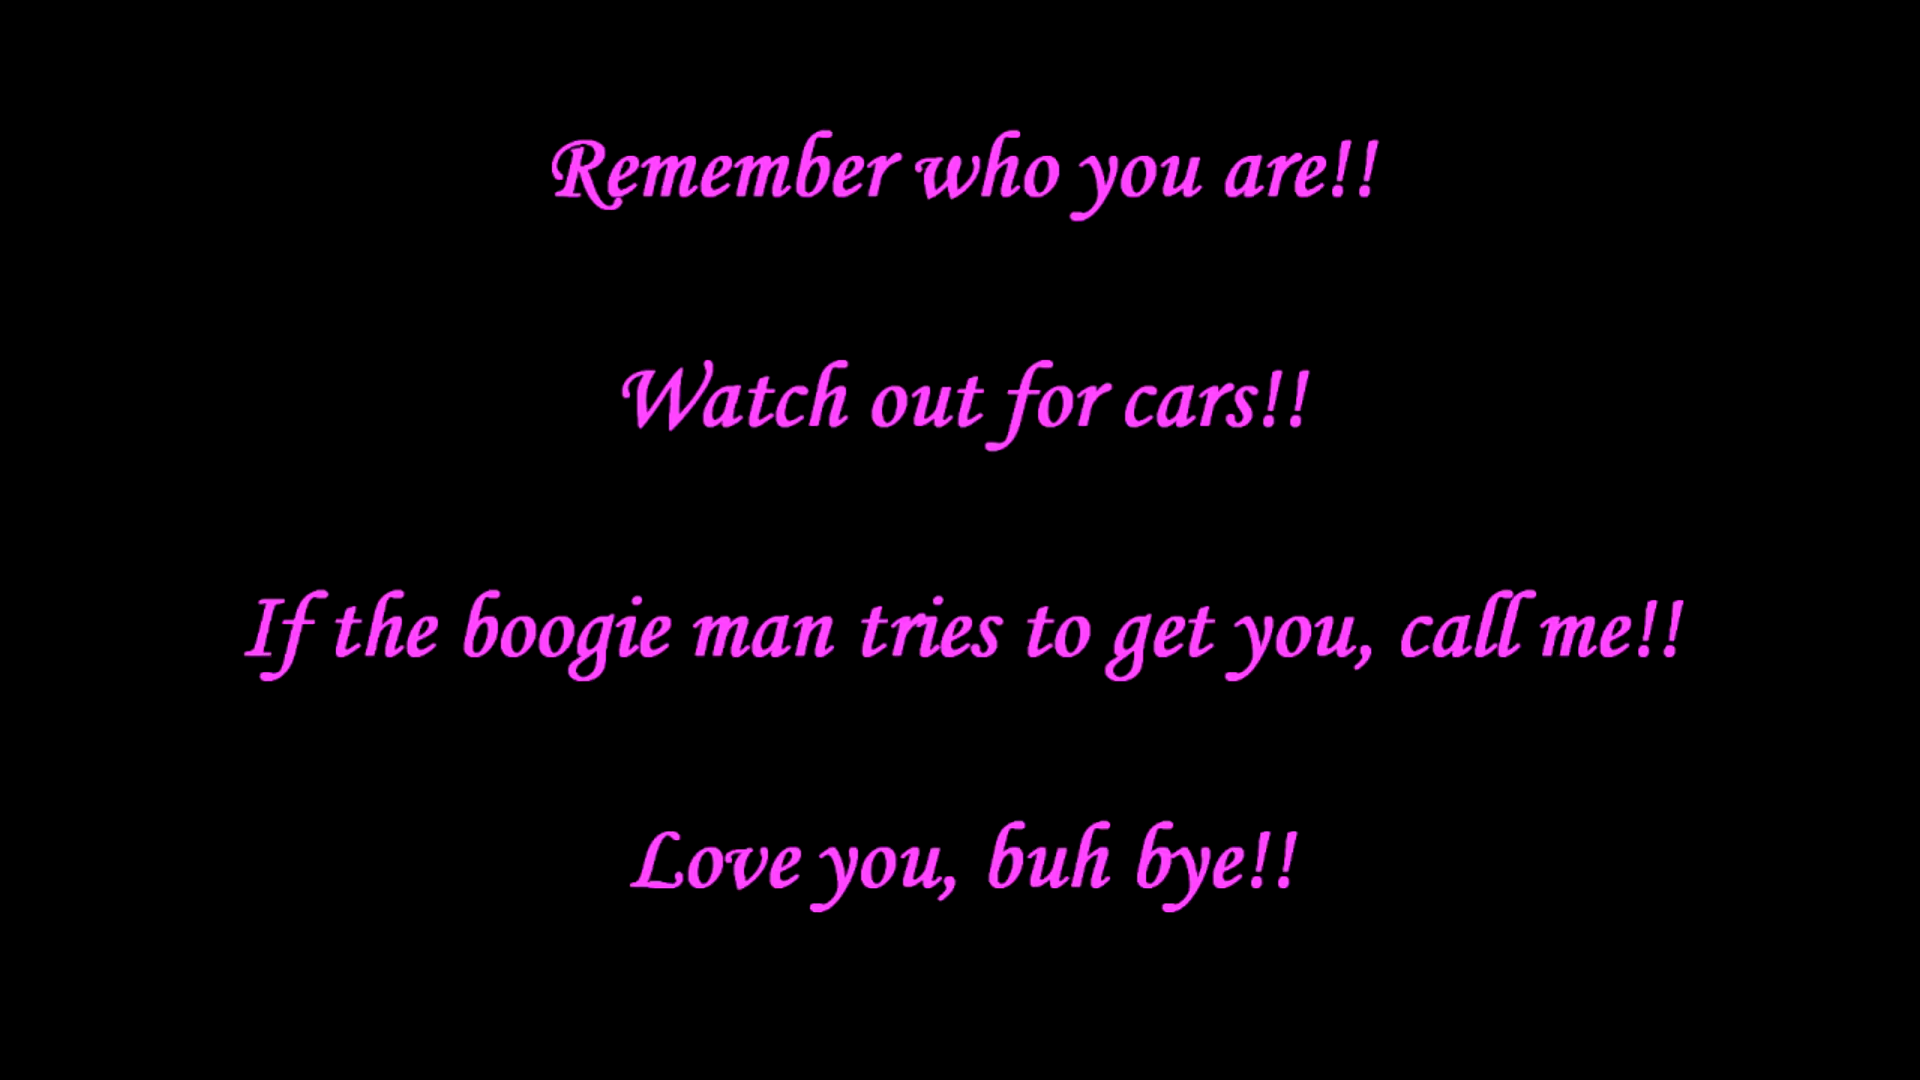 Remember who you are!!
Watch out for cars!!
If the boogie man tries to get you, call me!!
Love you, buh bye!!